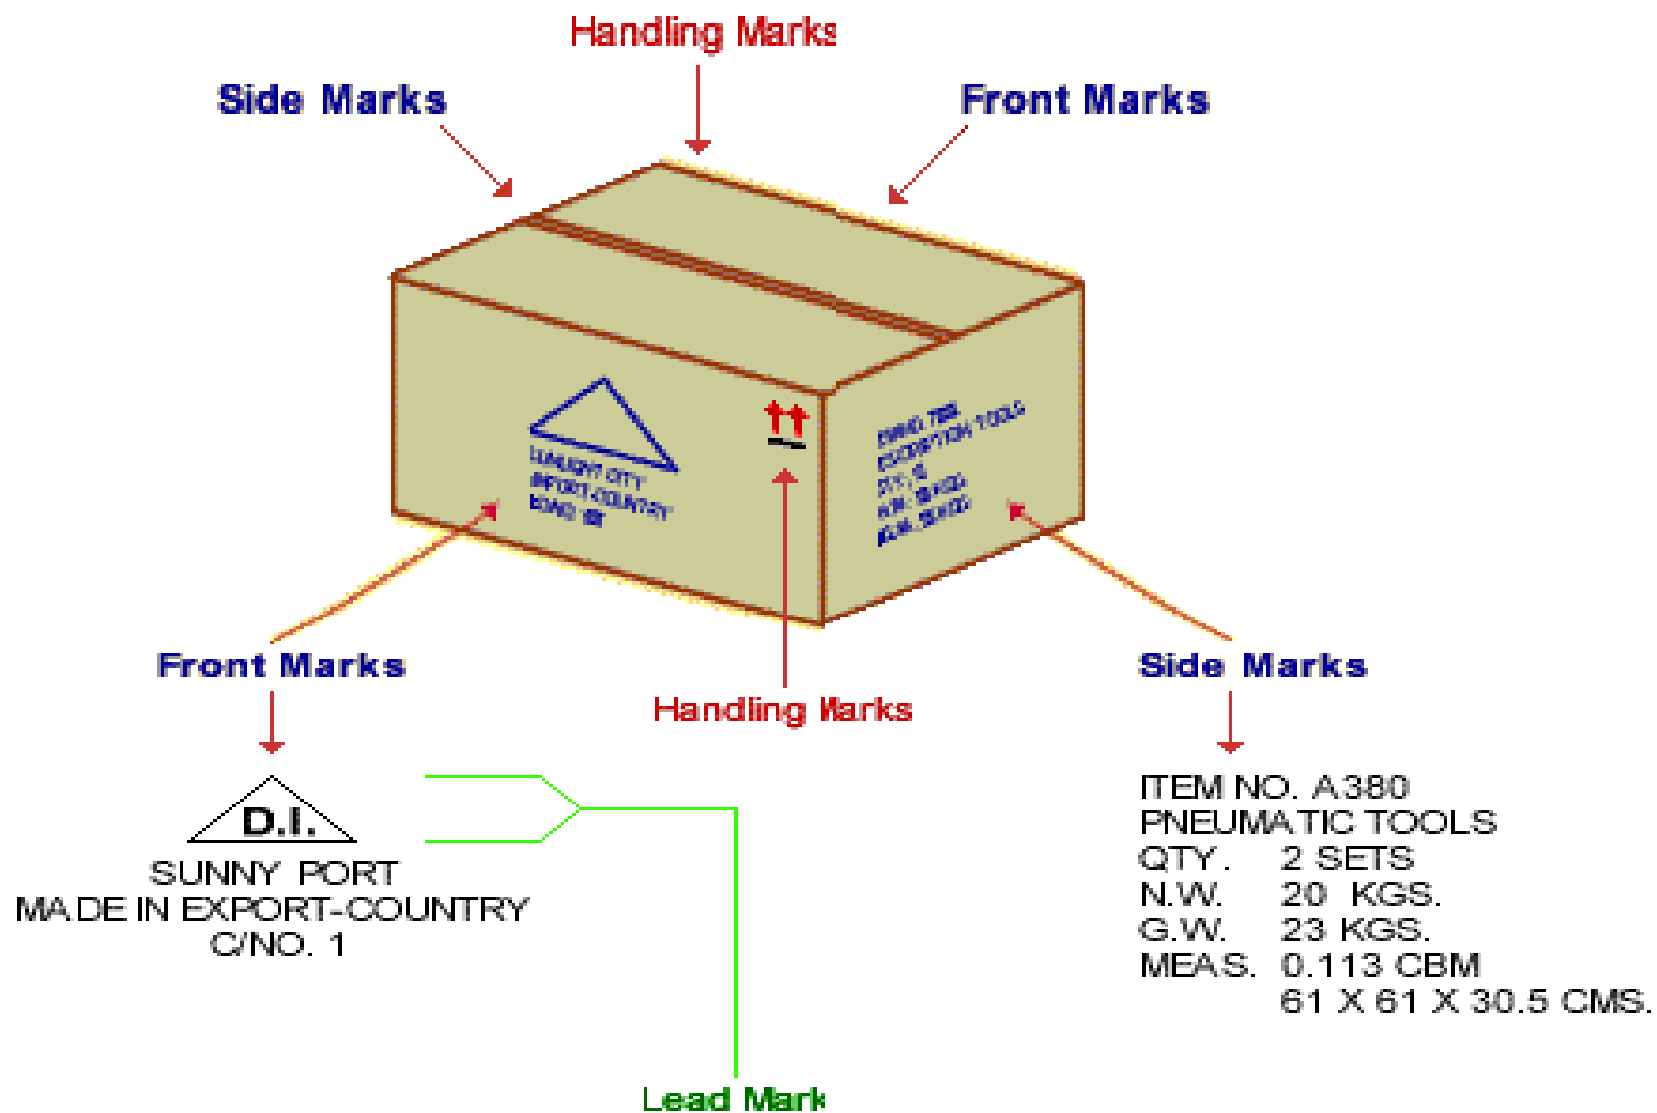 Handling Marks
Side Marks
Front Marks
Front Marks
Handling Marks
Side Marks
D.I.
SUNNY PORT
MADE IN EXPORT-COUNTRY
C/NO. 1
ITEM NO. A380
PNEUMATIC TOOLS
QTY. 2 SETS
N.W. 20 KGS.
G.W. 23 KGS.
MEAS. 0.113 CBM
61 X 61 X 30.5 CMS.
Lead Mark